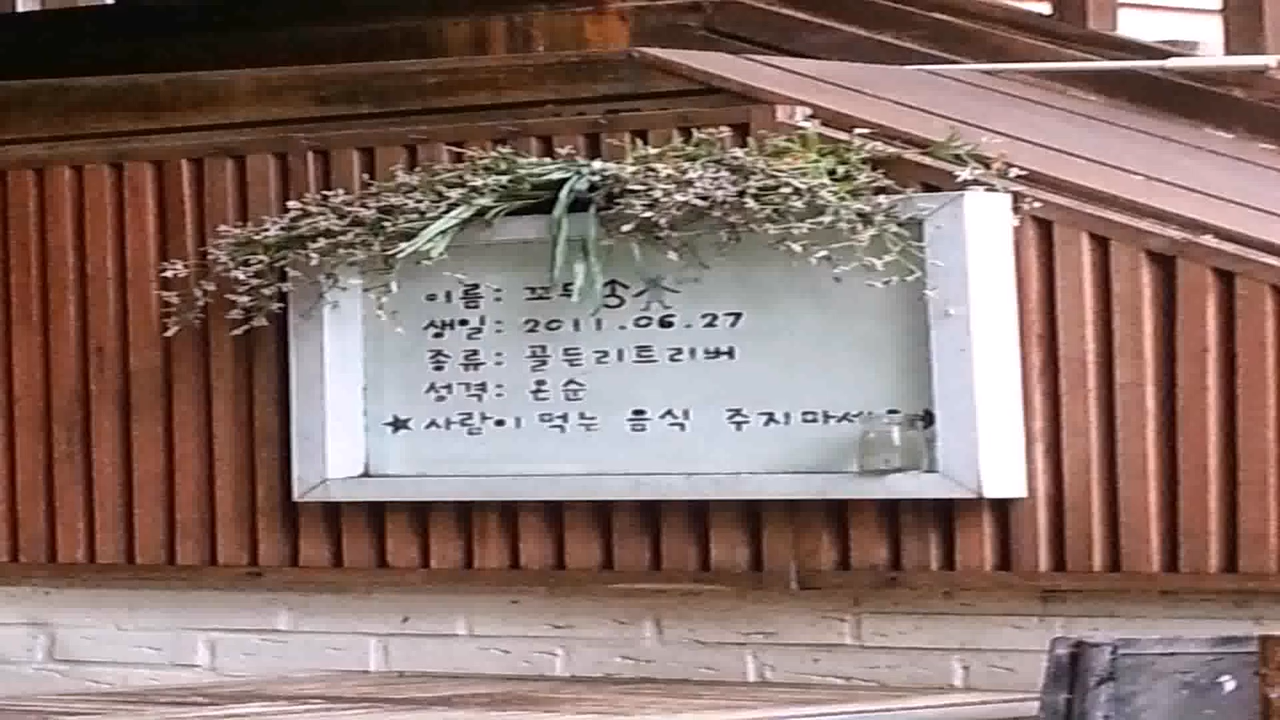 이름:
생일: 2011.06.27
종류: 골든리트리버
성격: 온순
★사람이 먹는 음식 주지마세요★